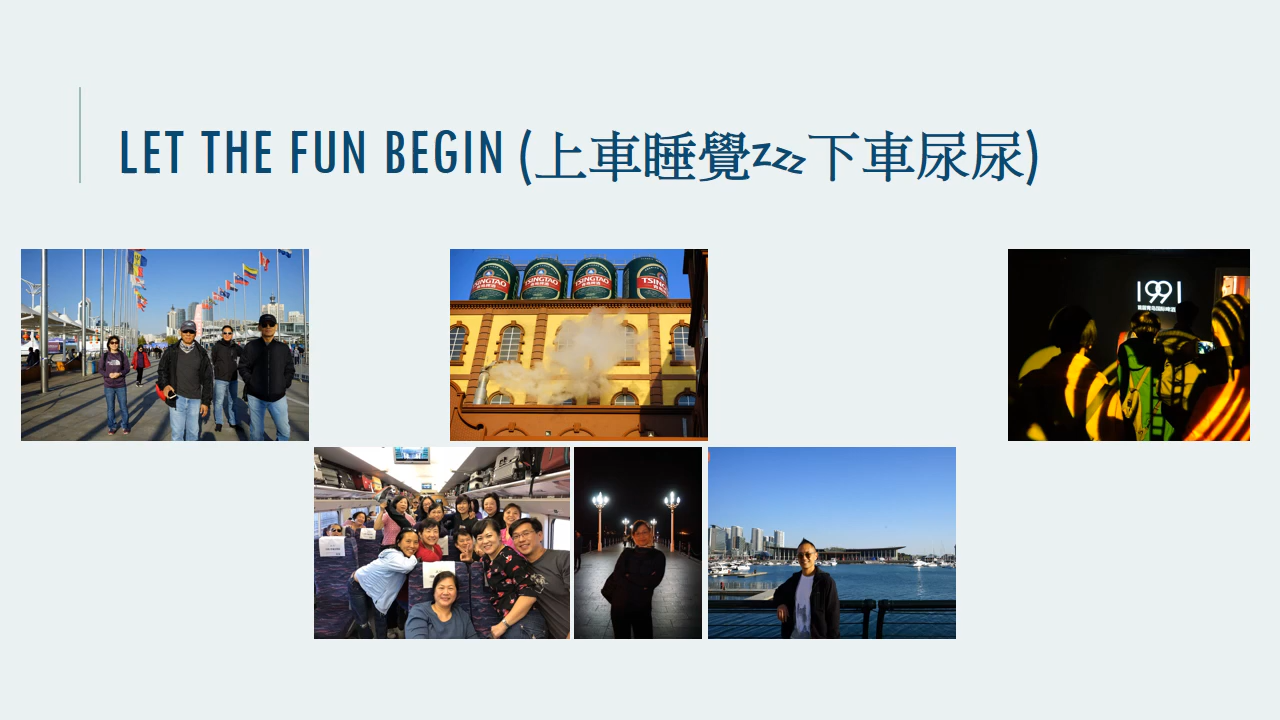 LET THE FUN BEGIN (上車睡覺zzz下車尿尿)
TSINGTAO
TSINGTAO
TSINGTAO
TSINGTAO
1991